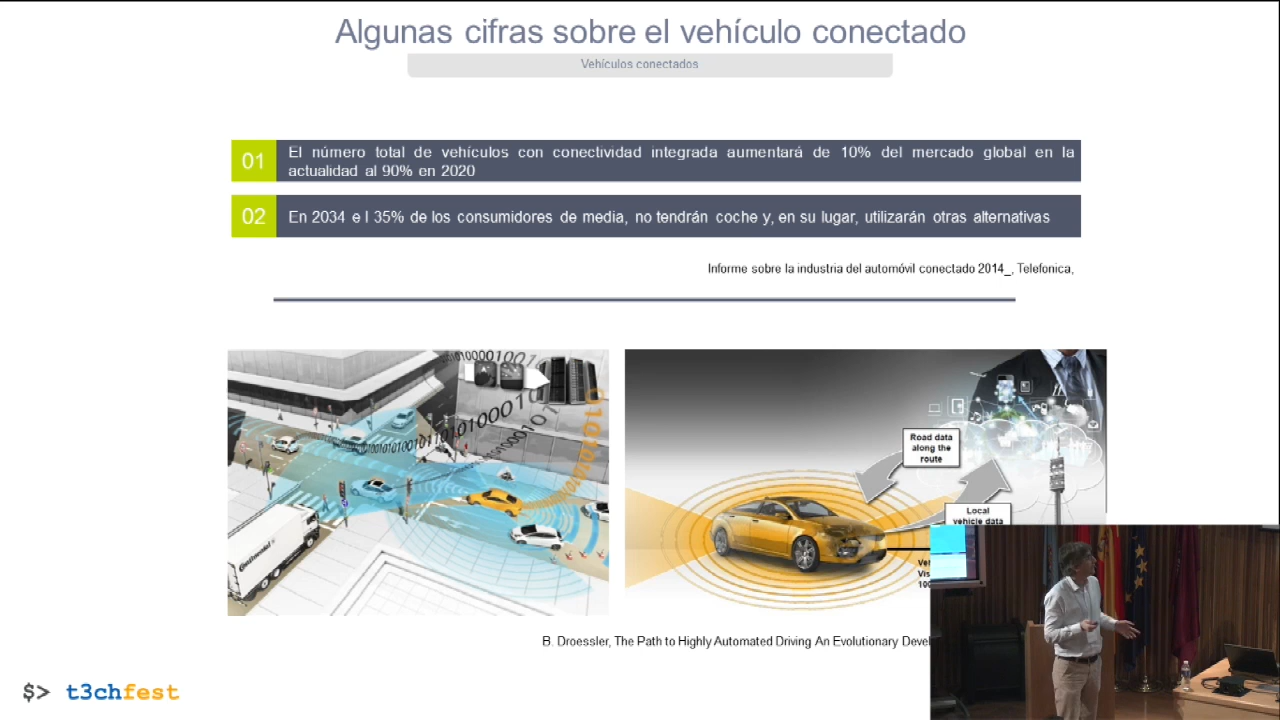 Algunas cifras sobre el vehículo conectado
Vehículos conectados
01
El número total de vehículos con conectividad integrada aumentará de 10% del mercado global en la
actualidad al 90% en 2020
02
En 2034 e l 35% de los consumidores de media, no tendrán coche y, en su lugar, utilizarán otras alternativas
Informe sobre la industria del automóvil conectado 2014_, Telefonica,
Road data
along the
route
Local
vehicle data
Continental
B. Droessler, The Path to Highly Automated Driving An Evolutionary
$> t3chfest